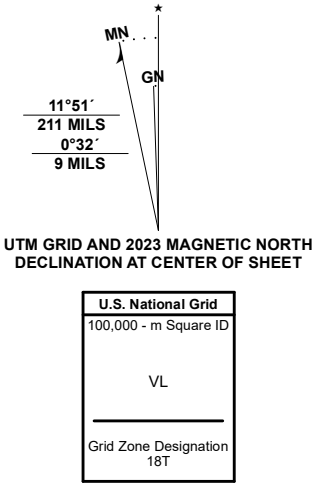 ★
MN
GN
11°51´
211 MILS
0°32´
9 MILS
UTM GRID AND 2023 MAGNETIC NORTH
DECLINATION AT CENTER OF SHEET
U.S. National Grid
100,000 - m Square ID
VL
Grid Zone Designation
18T